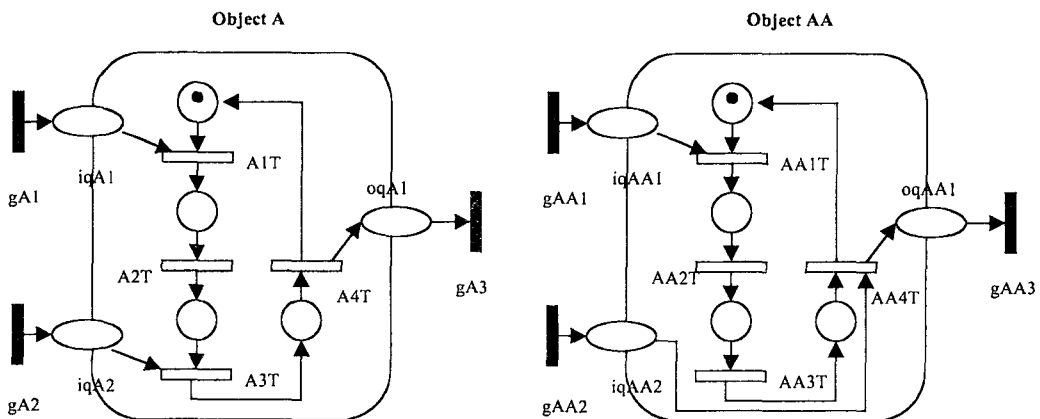 Object A
Object AA
A1T
iqA1
gA1
oqA1
A2T
A4T
gA3
A3T
iqA2
gA2
AA1T
iqAA1
gAA1
oqAA1
AA2T
AA4T
gAA3
AA3T
iqAA2
gAA2